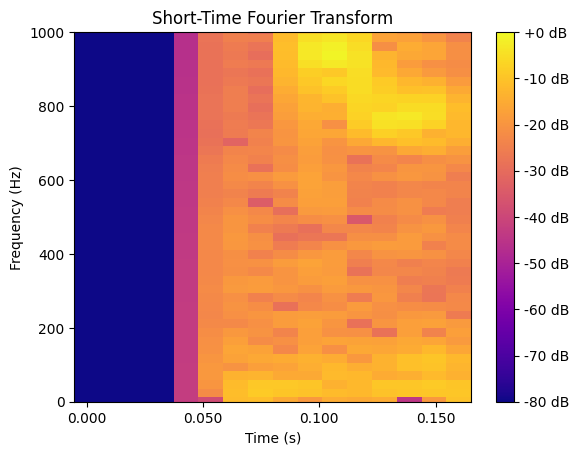 Short-Time Fourier Transform
1000
800
600
400
200
0
Frequency (Hz)
0.000
0.050
0.100
0.150
Time (s)
+0 dB
-10 dB
-20 dB
-30 dB
-40 dB
-50 dB
-60 dB
-70 dB
-80 dB